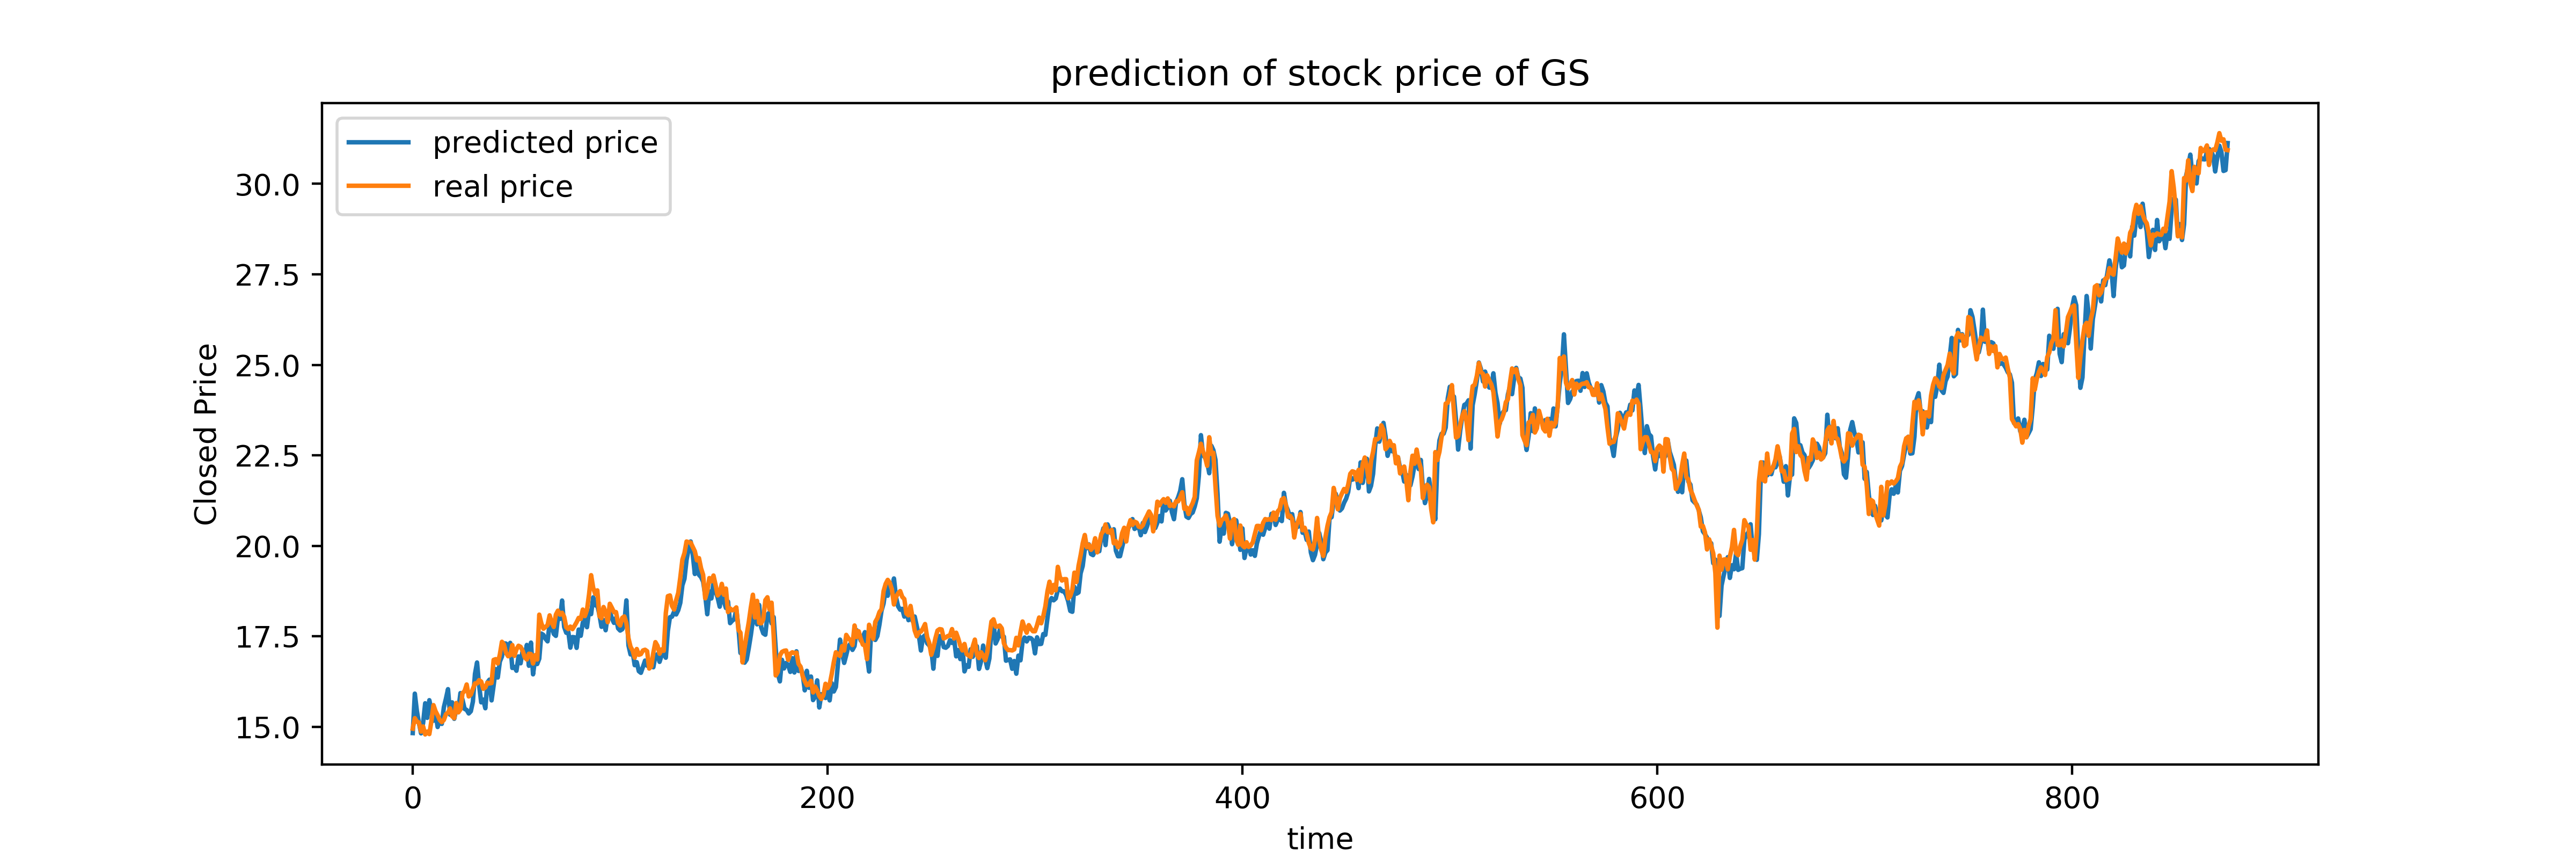 prediction of stock price of GS
predicted price
real price
30.0
27.5
25.0
22.5
20.0
17.5
15.0
Closed Price
0 200 400 600 800
time